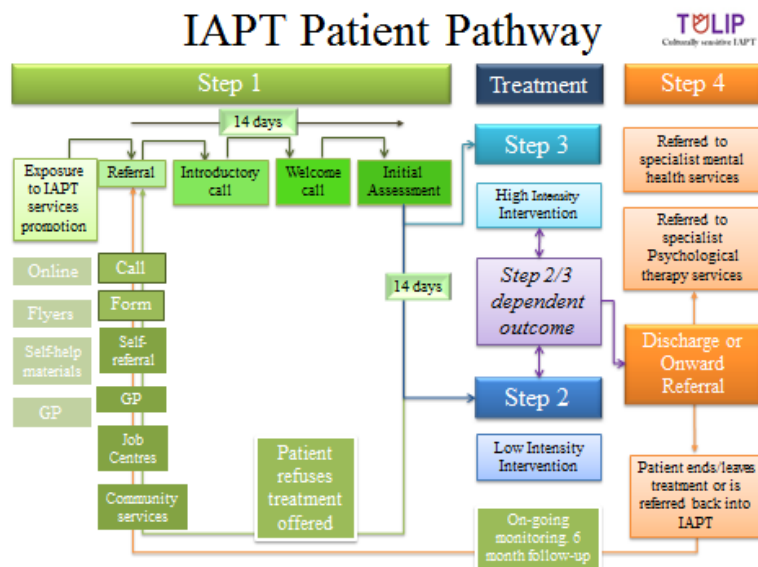 IAPT Patient Pathway
TULIP
Culturally sensitive IAPT
Step 1
Treatment
Step 4
14 days
Exposure
to IAPT
services
promotion
Referral
Introductory
call
Welcome
call
Initial
Assessment
Step 3
High Intensity
Intervention
Referred to
specialist mental
health services
Referred to
specialist
Psychological
therapy services
Online
Flyers
Self-help
materials
GP
Call
Form
Self-
referral
GP
Job
Centres
Community
services
14 days
Step 2/3
dependent
outcome
Step 2
Low Intensity
Intervention
Discharge or
Onward
Referral
Patient
refuses
treatment
offered
Patient ends/leaves
treatment or is
referred back into
IAPT
On-going
monitoring. 6
month follow-up